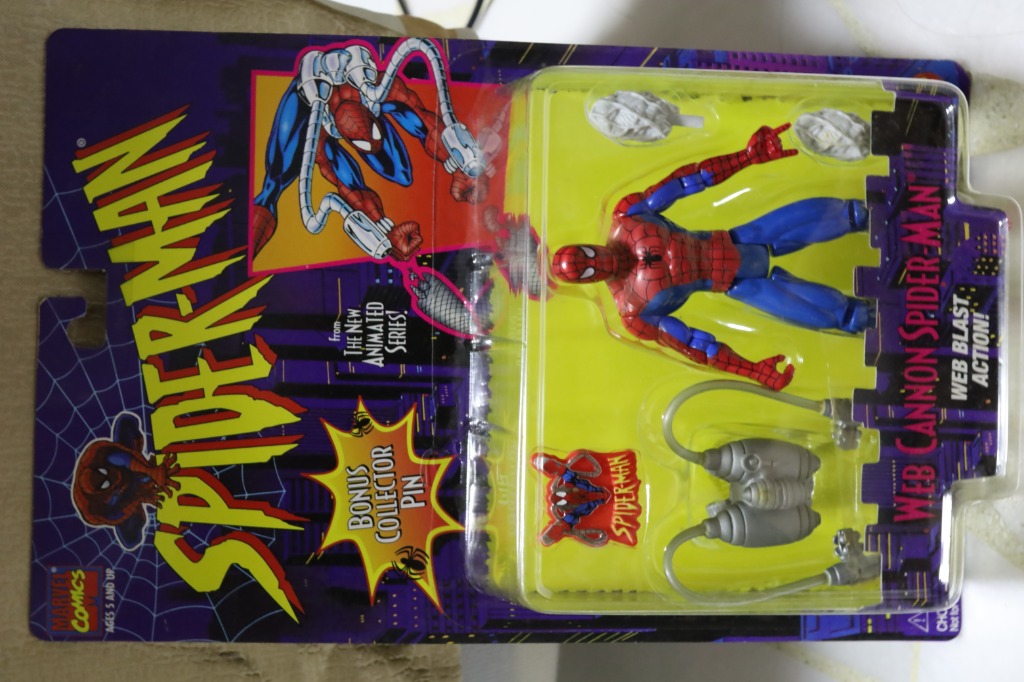 MARVEL®
COMICS
AGES 5 AND UP
SPIDER-MAN®
from
THE NEW
ANIMATED
SERIES!
BONUS
COLLECTOR
PIN
SPIDER-MAN
WEB CANNON SPIDER-MAN™
WEB BLAST
ACTION!